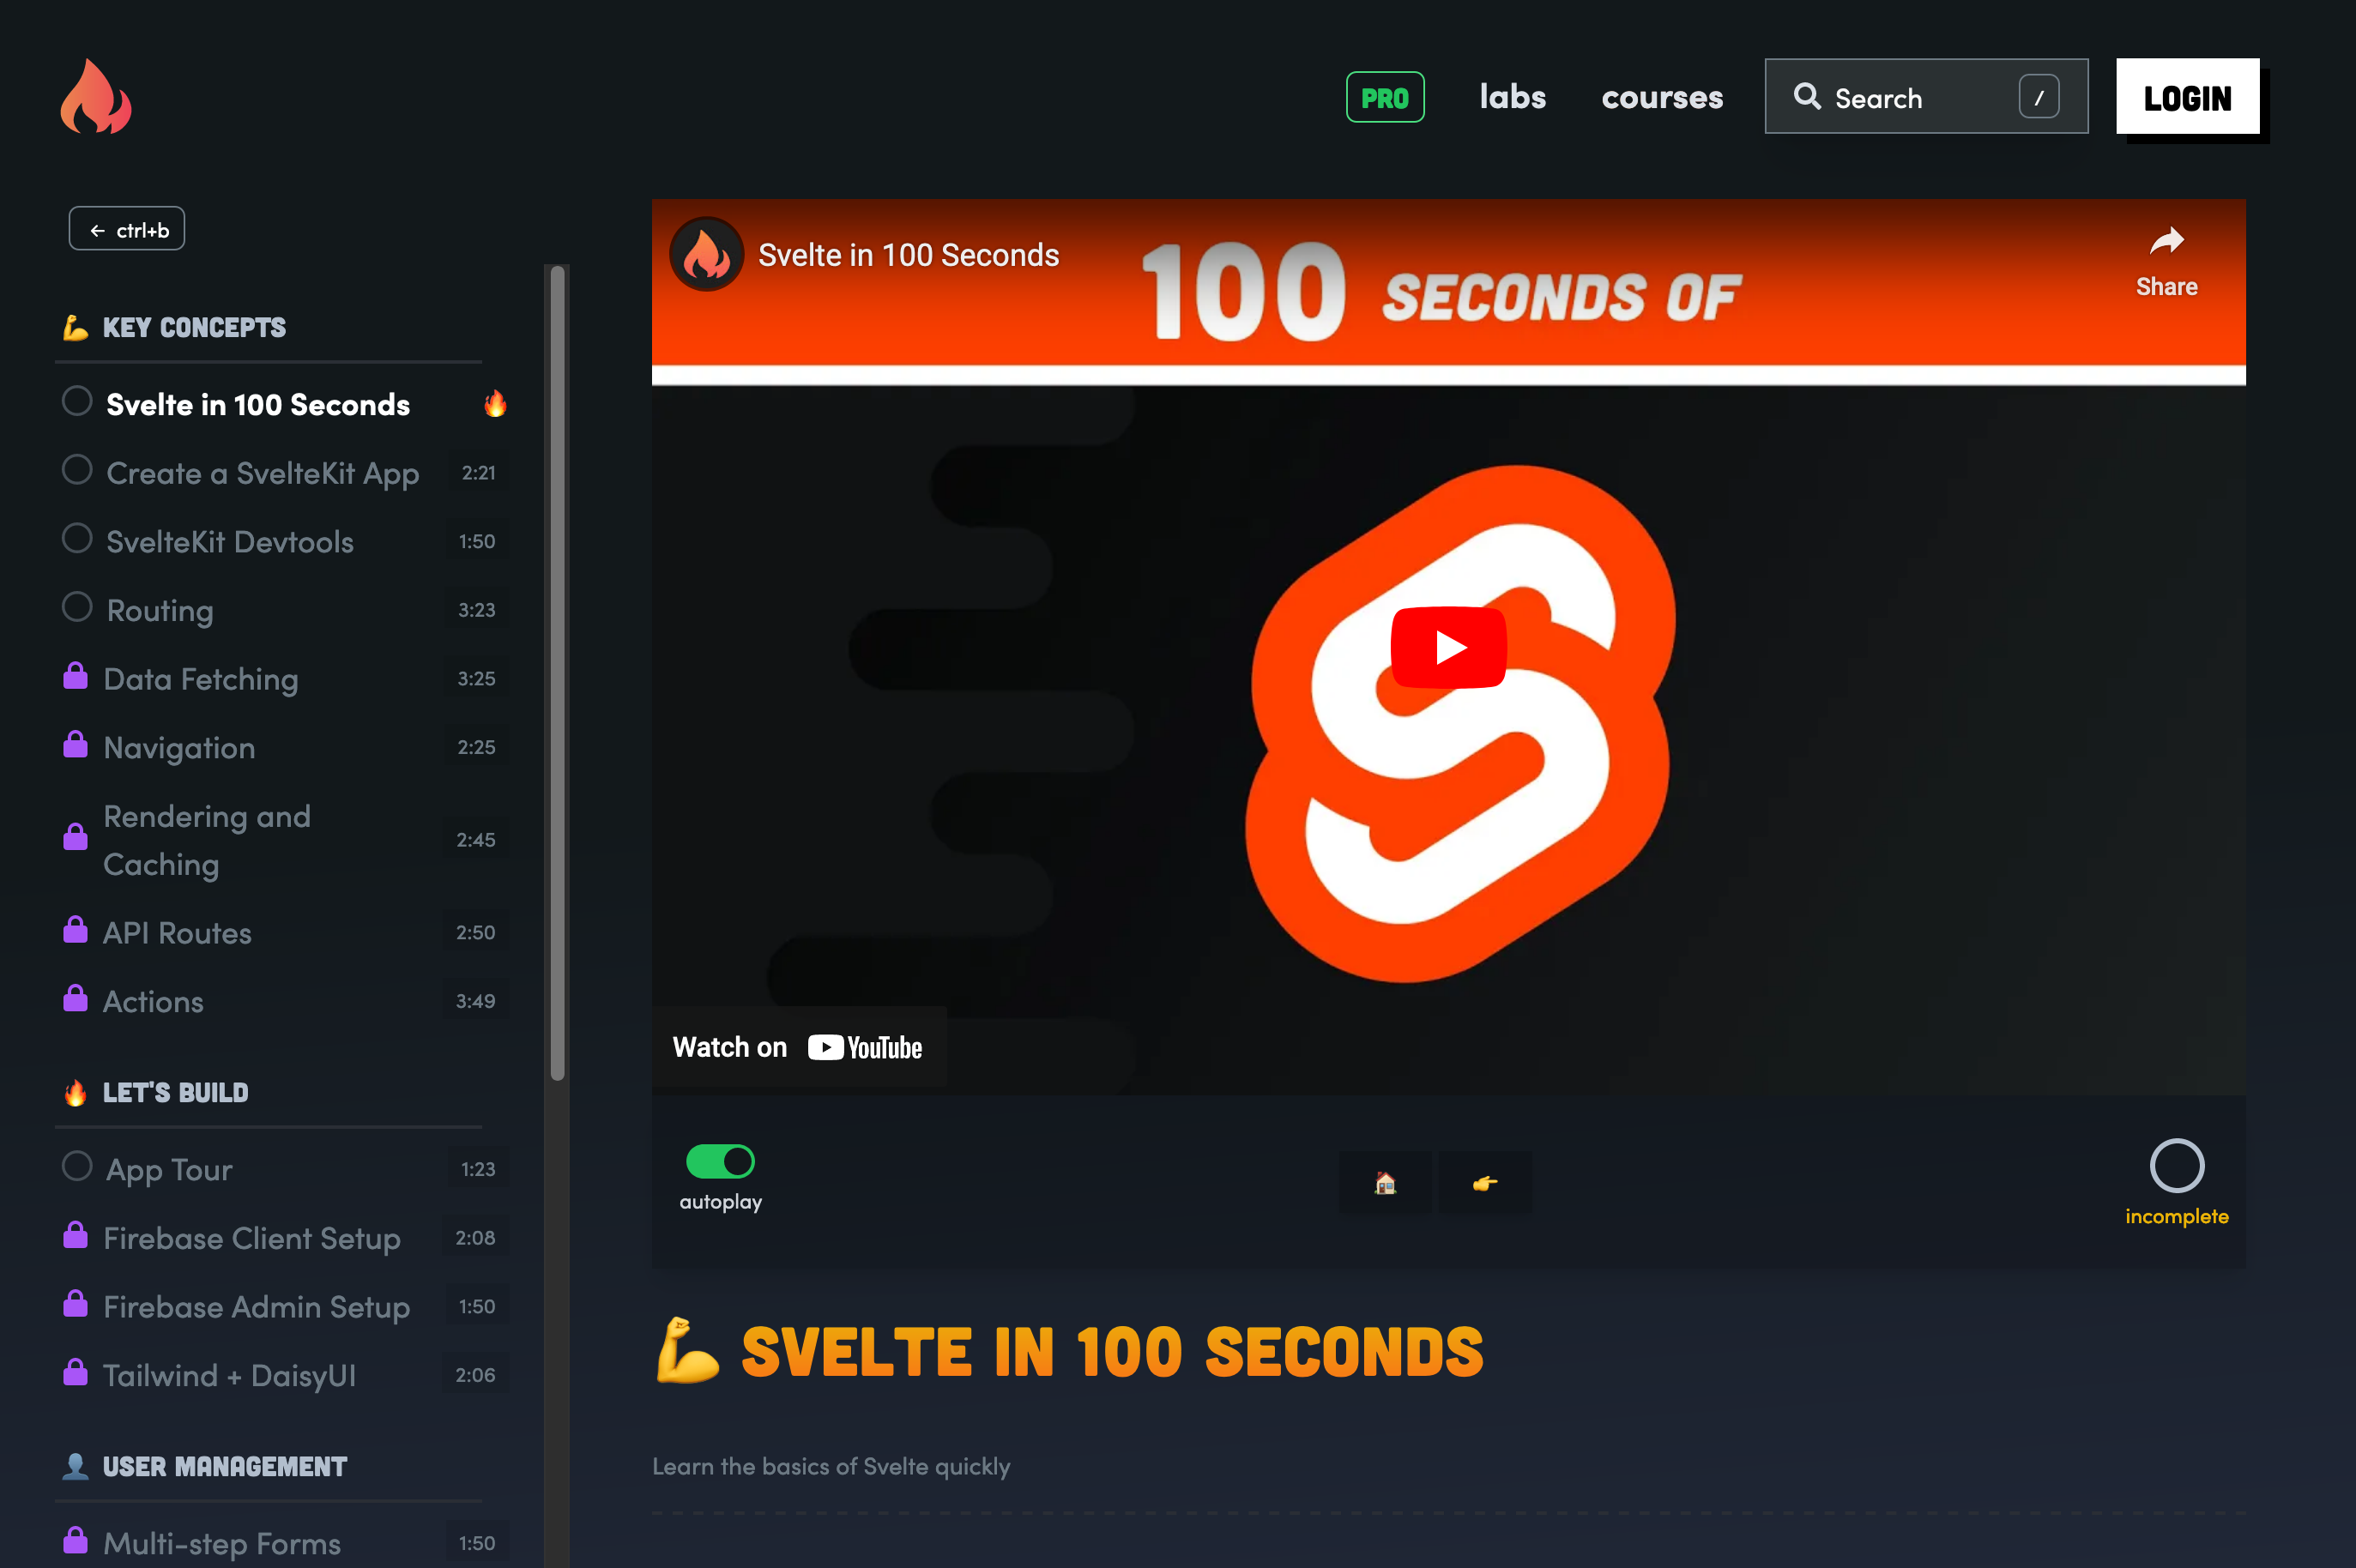 PRO
labs
courses
Search
/
LOGIN
← ctrl+b
KEY CONCEPTS
Svelte in 100 Seconds
Create a SvelteKit App 2:21
SvelteKit Devtools 1:50
Routing 3:23
Data Fetching 3:25
Navigation 2:25
Rendering and
Caching 2:45
API Routes 2:50
Actions 3:49
LET'S BUILD
App Tour 1:23
Firebase Client Setup 2:08
Firebase Admin Setup 1:50
Tailwind + DaisyUI 2:06
USER MANAGEMENT
Multi-step Forms 1:50
Svelte in 100 Seconds
100 SECONDS OF
Share
Watch on YouTube
autoplay
incomplete
SVELTE IN 100 SECONDS
Learn the basics of Svelte quickly